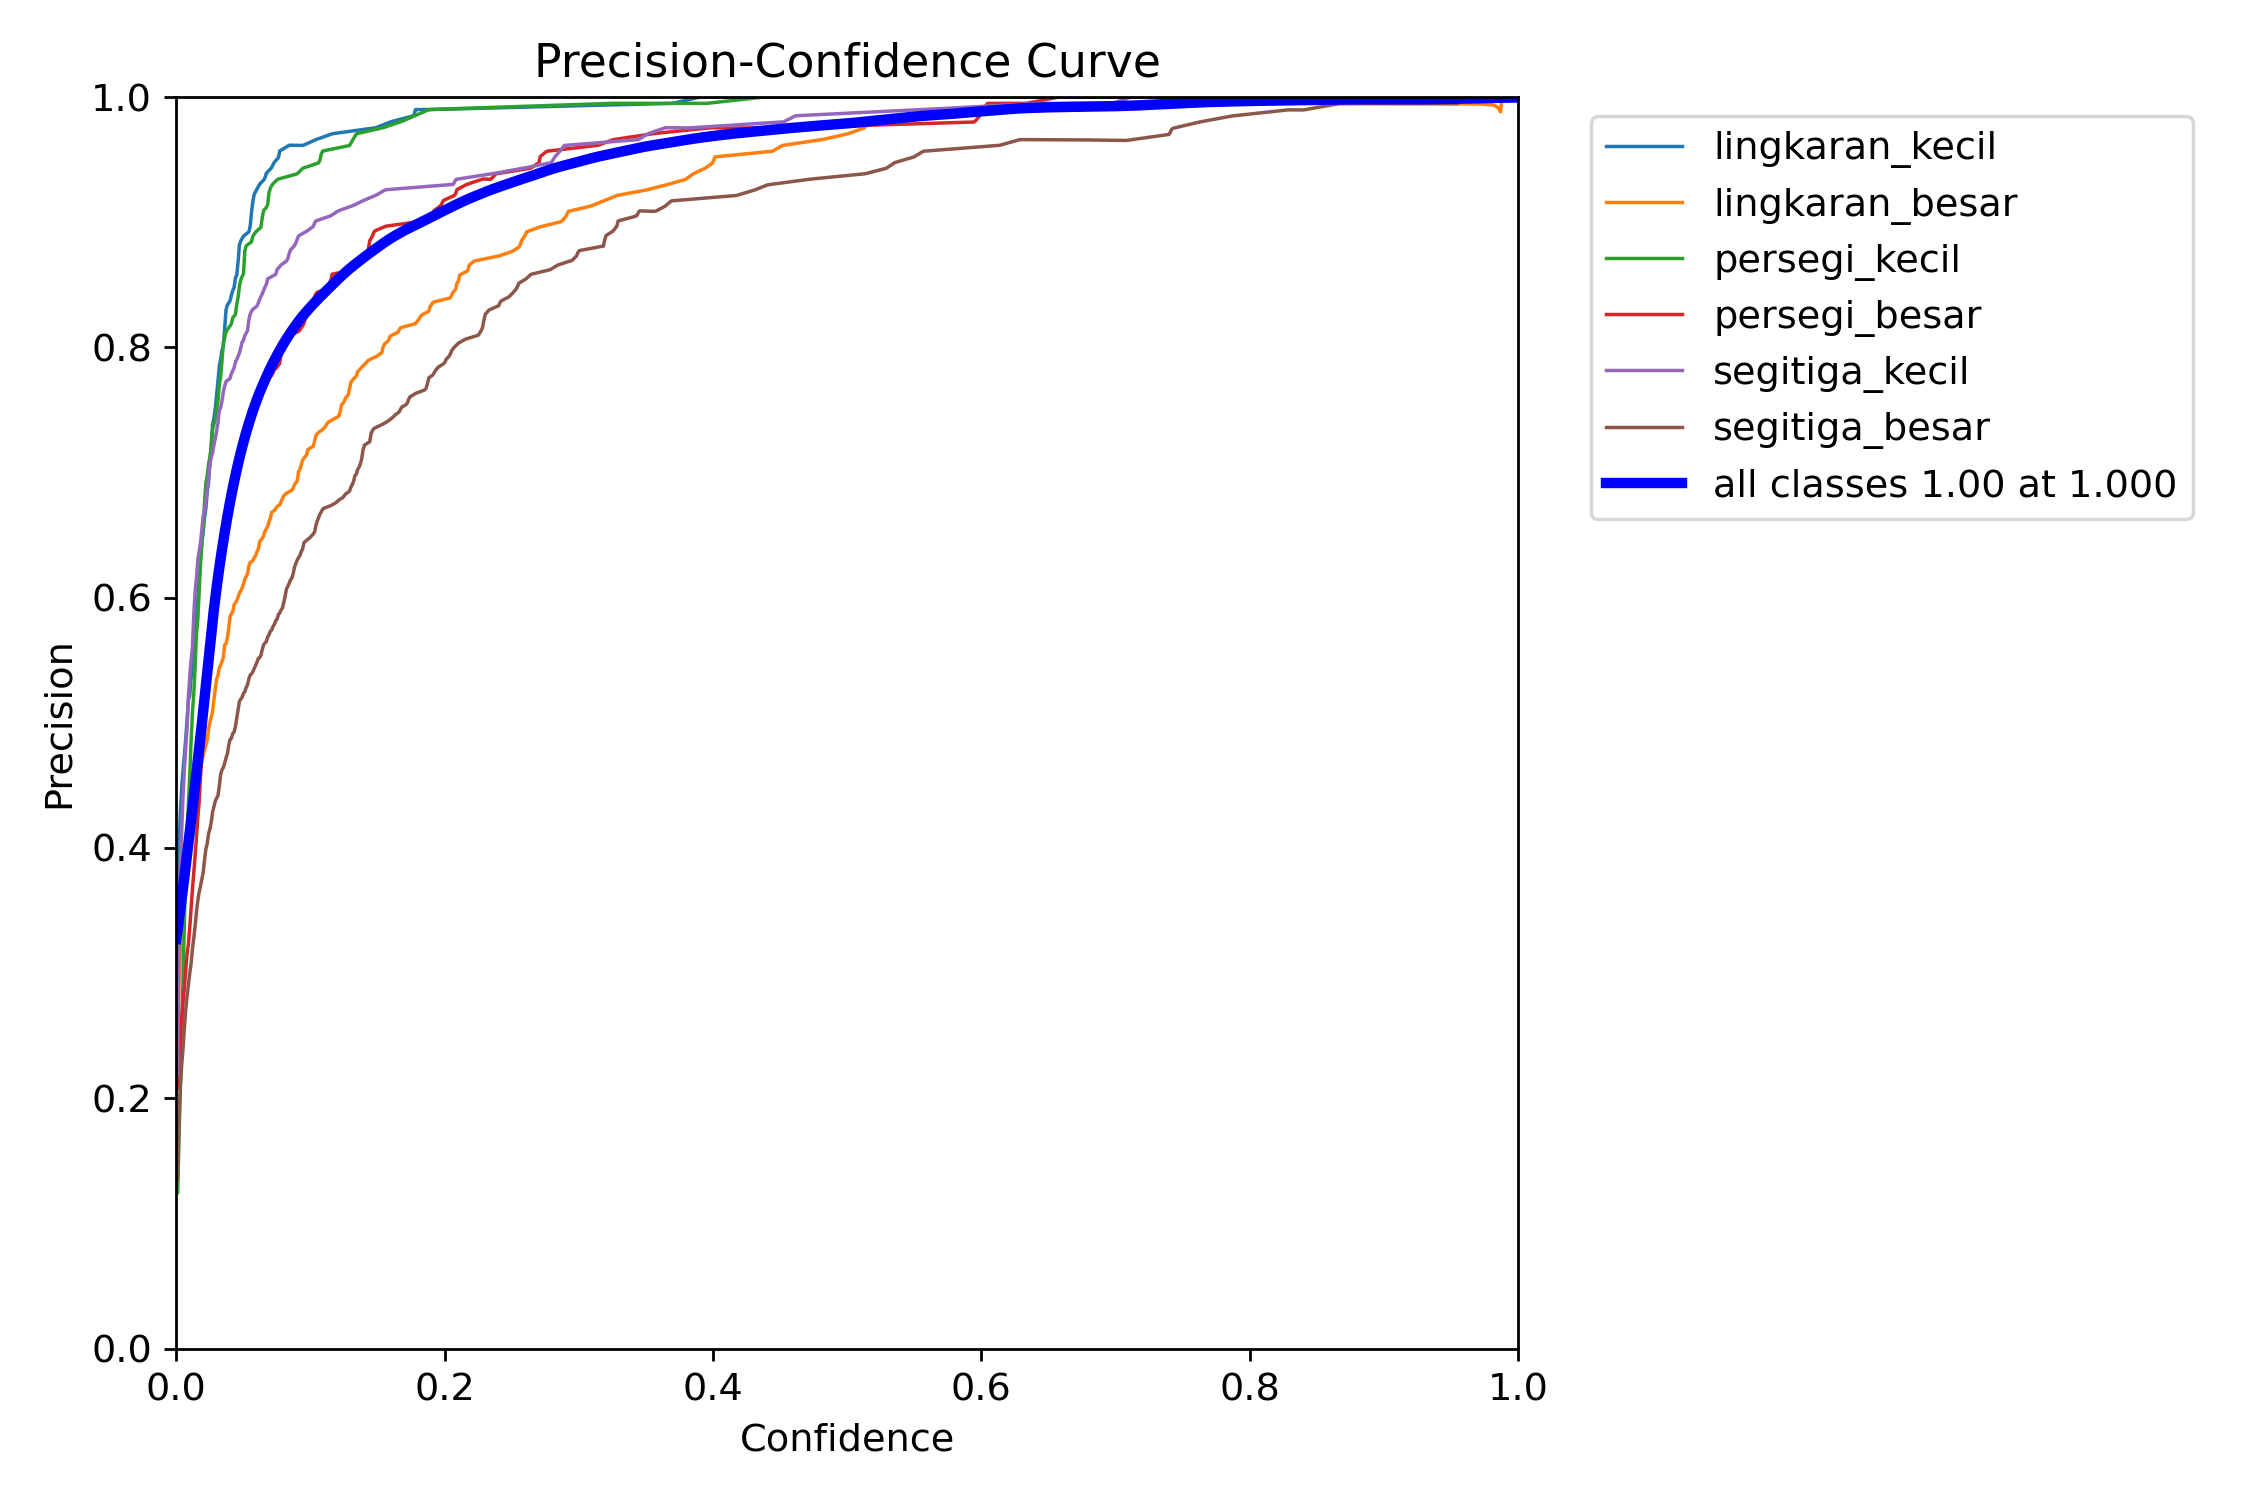 Precision-Confidence Curve
1.0
0.8
0.6
0.4
0.2
0.0
Precision
0.0 0.2 0.4 0.6 0.8 1.0
Confidence
lingkaran_kecil
lingkaran_besar
persegi_kecil
persegi_besar
segitiga_kecil
segitiga_besar
all classes 1.00 at 1.000